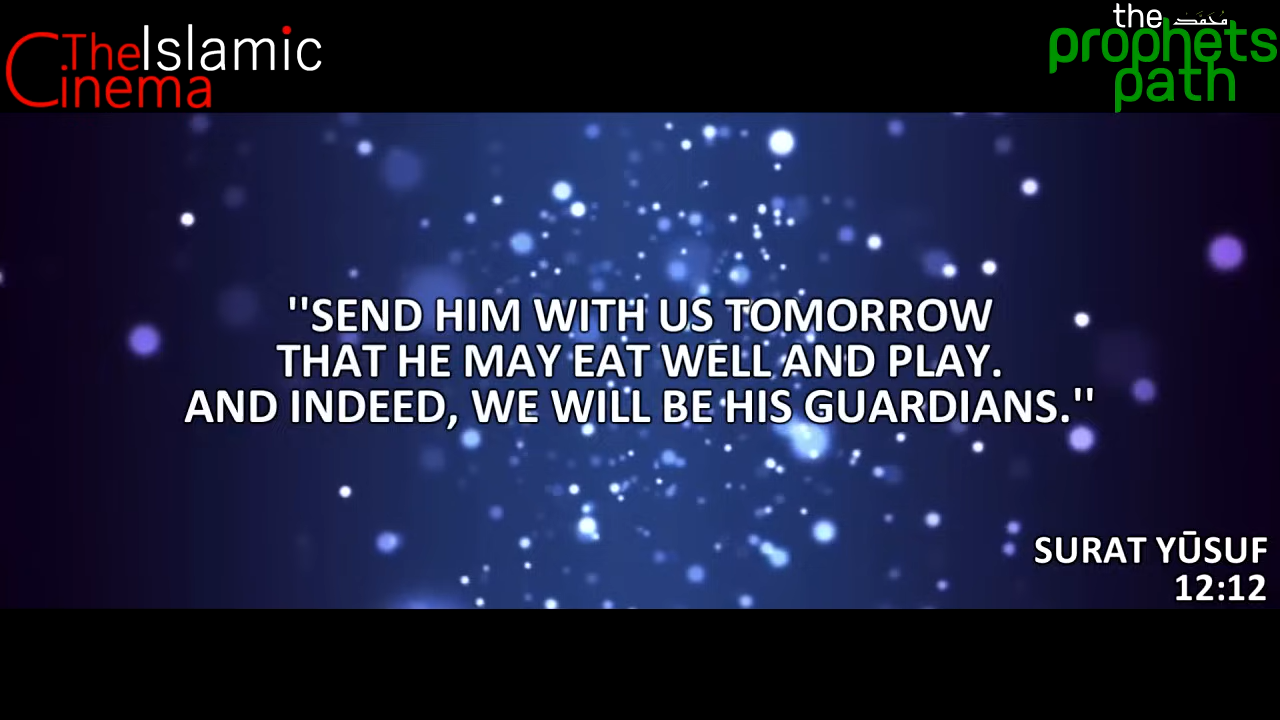 TheIslamic
Cinema
the محمد
prophets
path
''SEND HIM WITH US TOMORROW
THAT HE MAY EAT WELL AND PLAY.
AND INDEED, WE WILL BE HIS GUARDIANS.''
SURAT YŪSUF
12:12